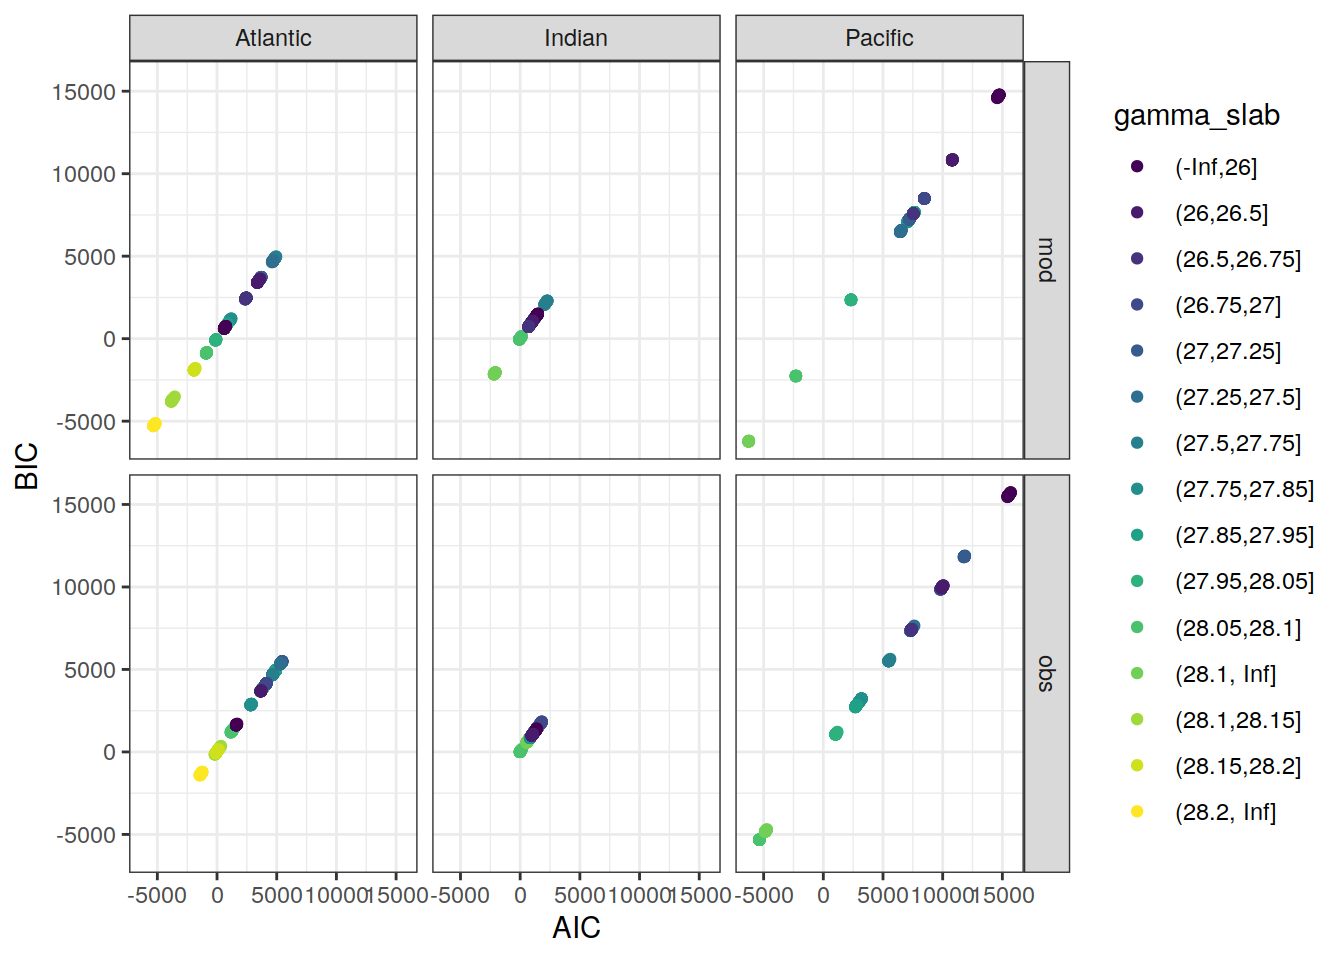 Atlantic Indian Pacific
15000
10000
5000
0
-5000
mod
15000
10000
5000
0
-5000
obs
BIC
-5000 0 5000 10000 15000 -5000 0 5000 10000 15000 -5000 0 5000 10000 15000
AIC
gamma_slab
(-Inf,26]
(26,26.5]
(26.5,26.75]
(26.75,27]
(27,27.25]
(27.25,27.5]
(27.5,27.75]
(27.75,27.85]
(27.85,27.95]
(27.95,28.05]
(28.05,28.1]
(28.1, Inf]
(28.1,28.15]
(28.15,28.2]
(28.2, Inf]